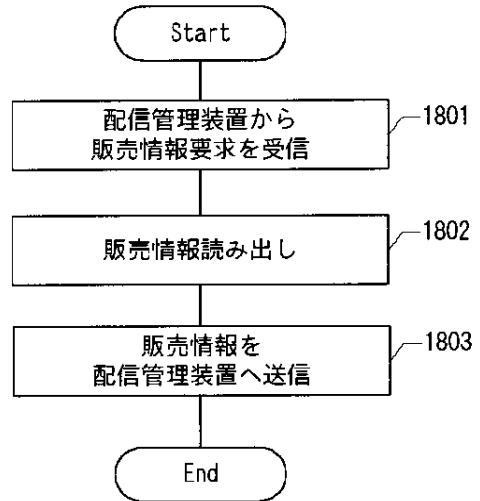 Start
配信管理装置から
販売情報要求を受信
1801
販売情報読み出し
1802
販売情報を
配信管理装置へ送信
1803
End